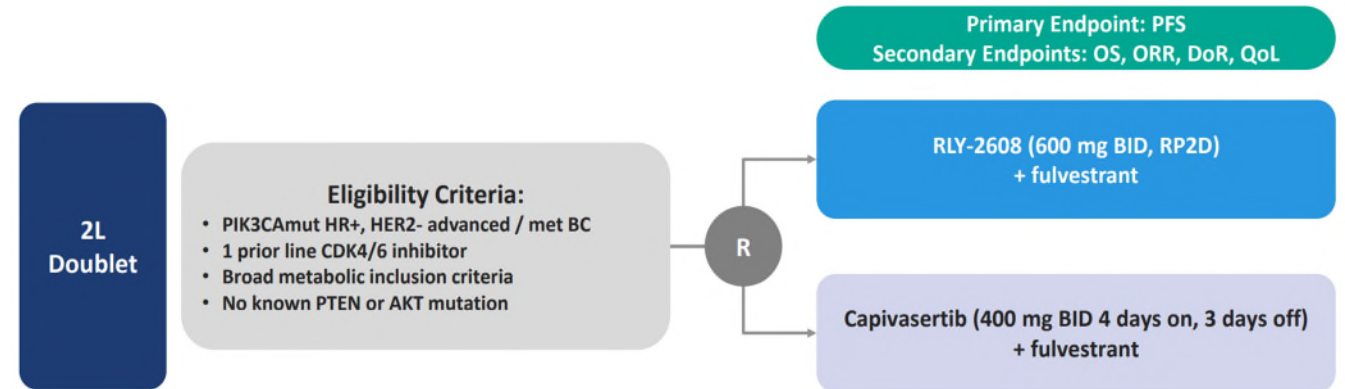 Primary Endpoint: PFS
Secondary Endpoints: OS, ORR, DoR, QoL
2L
Doublet
Eligibility Criteria:
• PIK3CAmut HR+, HER2- advanced / met BC
• 1 prior line CDK4/6 inhibitor
• Broad metabolic inclusion criteria
• No known PTEN or AKT mutation
R
RLY-2608 (600 mg BID, RP2D)
+ fulvestrant
Capivasertib (400 mg BID 4 days on, 3 days off)
+ fulvestrant